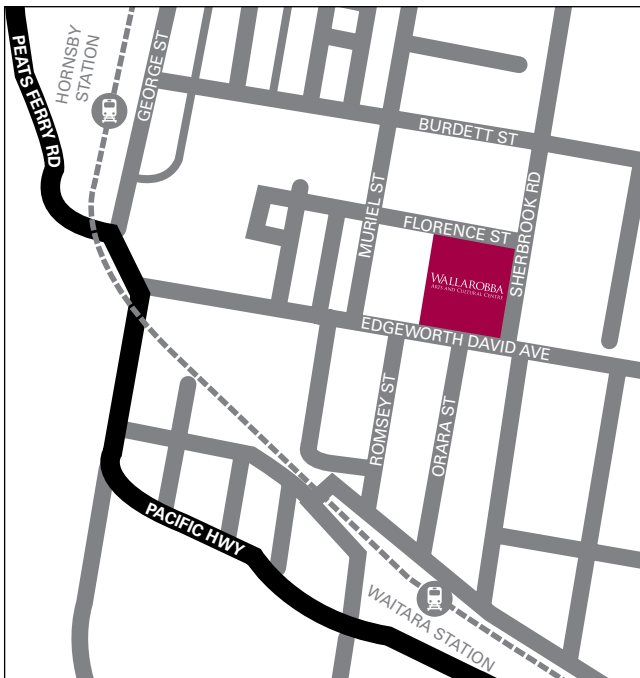 PEATS FERRY RD
HORNSBY
STATION
GEORGE ST
BURDETT ST
MURIEL ST
FLORENCE ST
SHERBROOK RD
WALLAROBBA
ARTS AND CULTURAL CENTRE
EDGEWORTH DAVID AVE
ROMSEY ST
ORARA ST
PACIFIC HWY
WAITARA STATION